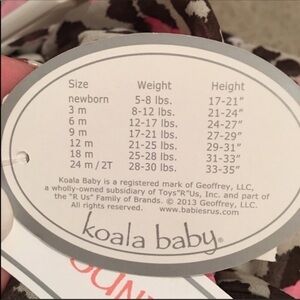 Size Weight Height
newborn 5-8 lbs. 17-21"
3 m 8-12 lbs. 21-24"
6 m 12-17 lbs. 24-27"
9 m 17-21 lbs. 27-29"
12 m 21-25 lbs. 29-31"
18 m 25-28 lbs. 31-33"
24 m / 2T 28-30 lbs. 33-35"
Koala Baby is a registered mark of Geoffrey, LLC,
a wholly-owned subsidiary of Toys"R"Us, Inc. and is part
of the "R Us" Family of Brands. © 2013 Geoffrey, LLC
All rights reserved. www.babiesrus.com
koala baby®